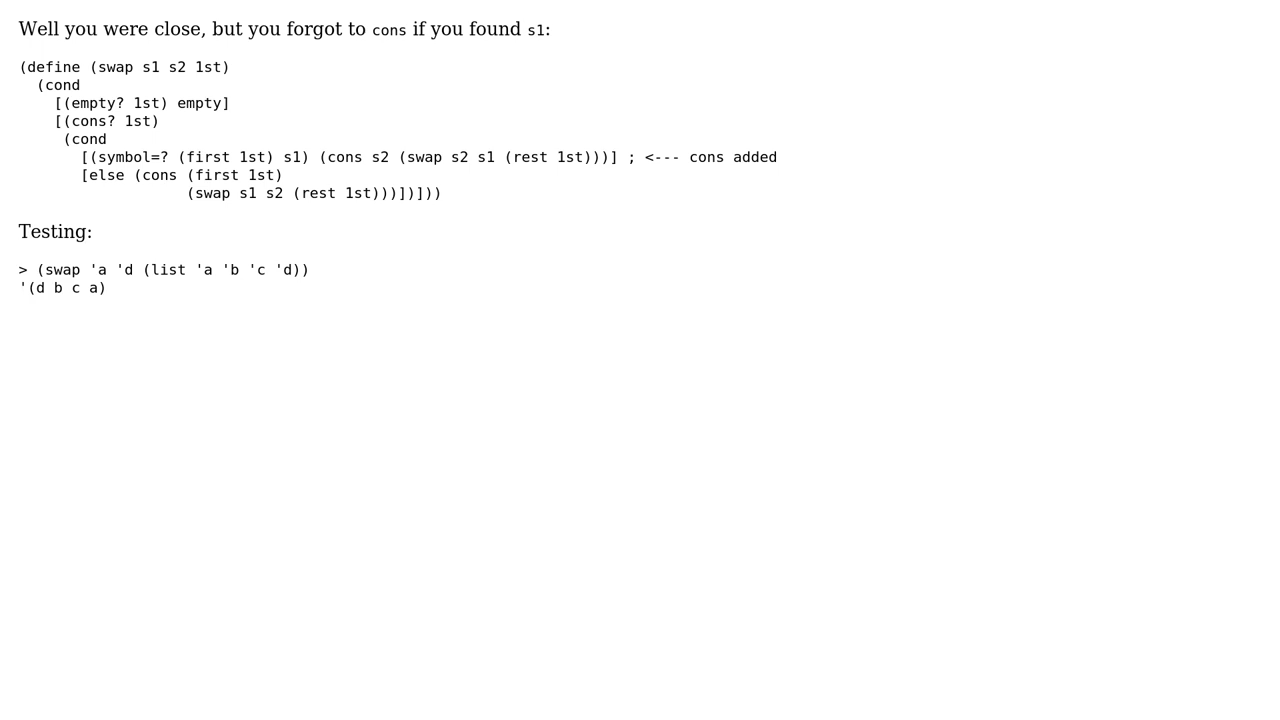 Well you were close, but you forgot to cons if you found s1:
(define (swap s1 s2 1st)
  (cond
    [(empty? 1st) empty]
    [(cons? 1st)
     (cond
       [(symbol=? (first 1st) s1) (cons s2 (swap s2 s1 (rest 1st)))] ; <--- cons added
       [else (cons (first 1st)
                   (swap s1 s2 (rest 1st)))])]))
Testing:
> (swap 'a 'd (list 'a 'b 'c 'd))
'(d b c a)